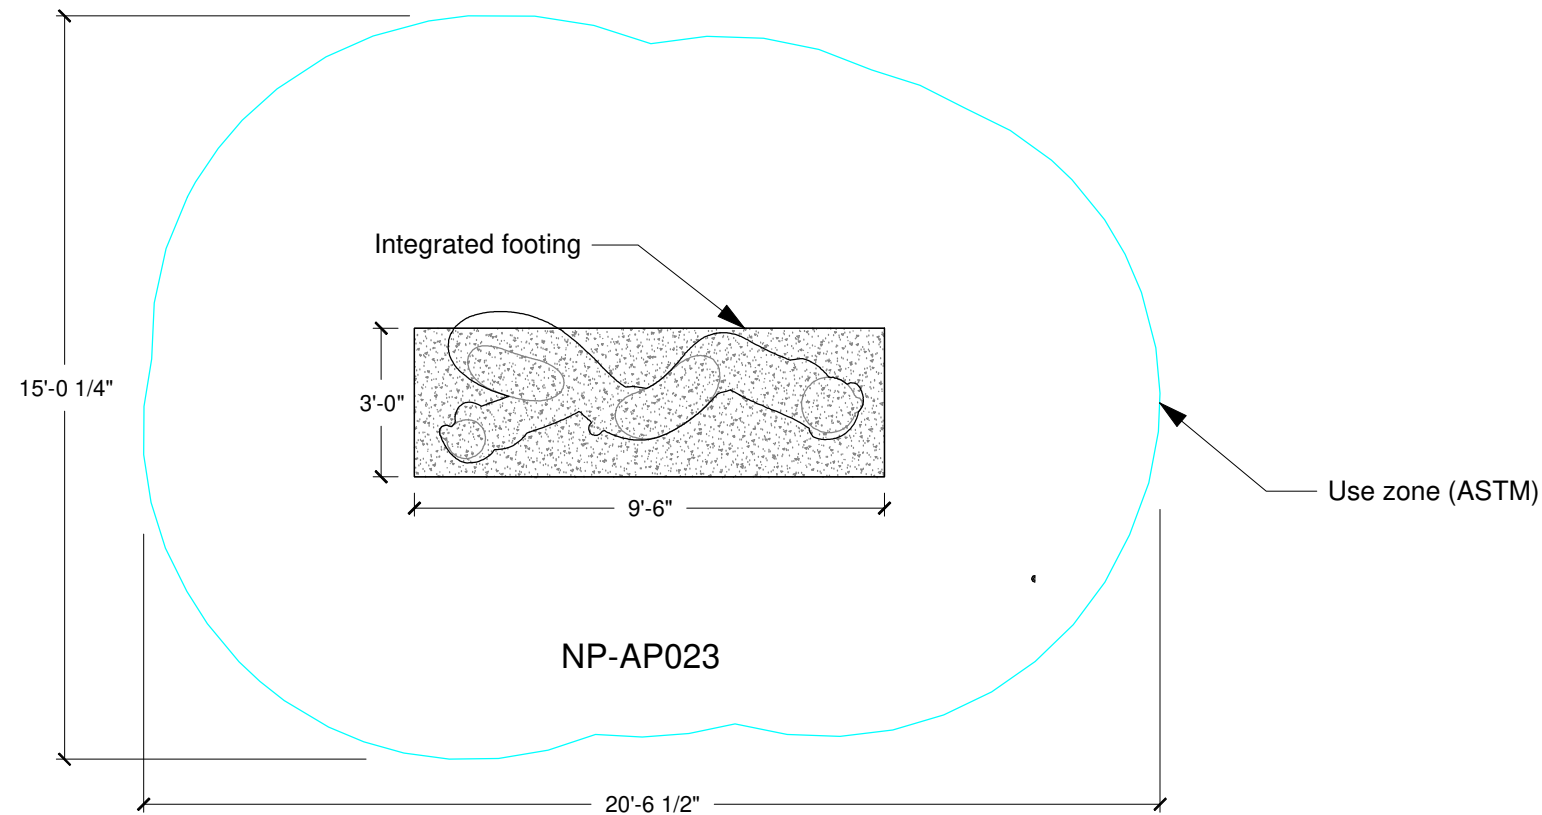 Integrated footing
15'-0 1/4"
3'-0"
9'-6"
Use zone (ASTM)
NP-AP023
20'-6 1/2"